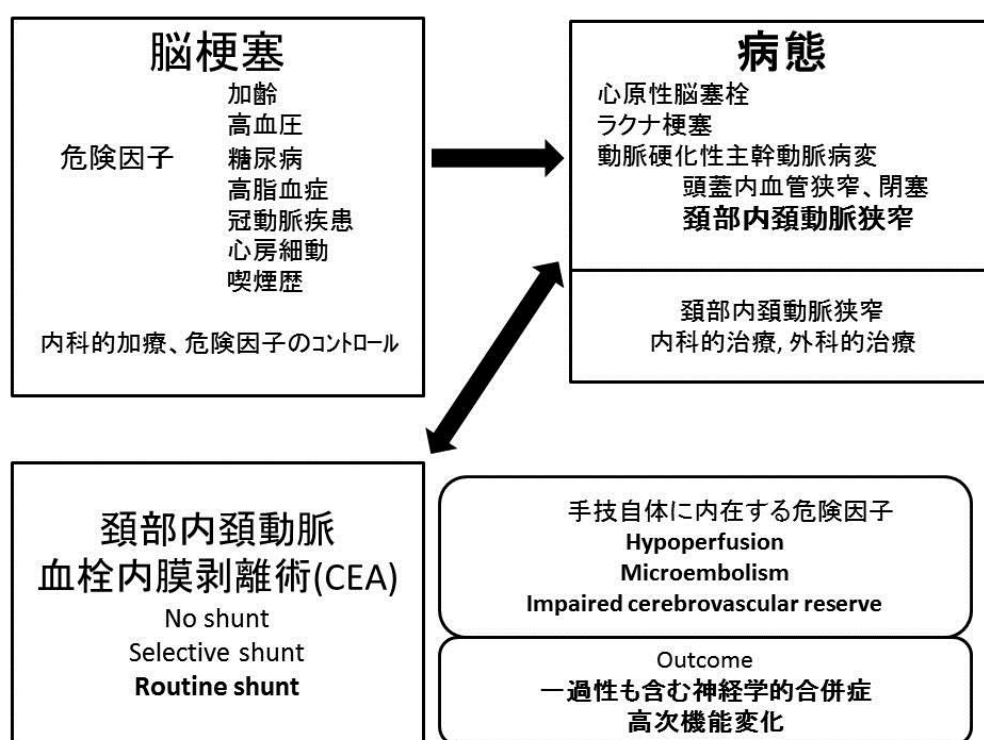 脳梗塞
加齢
高血圧
危険因子 糖尿病
高脂血症
冠動脈疾患
心房細動
喫煙歴
内科的加療、危険因子のコントロール
病態
心原性脳塞栓
ラクナ梗塞
動脈硬化性主幹動脈病変
頭蓋内血管狭窄、閉塞
頚部内頚動脈狭窄
頚部内頚動脈狭窄
内科的治療, 外科的治療
頚部内頚動脈
血栓内膜剥離術(CEA)
No shunt
Selective shunt
Routine shunt
手技自体に内在する危険因子
Hypoperfusion
Microembolism
Impaired cerebrovascular reserve
Outcome
一過性も含む神経学的合併症
高次機能変化